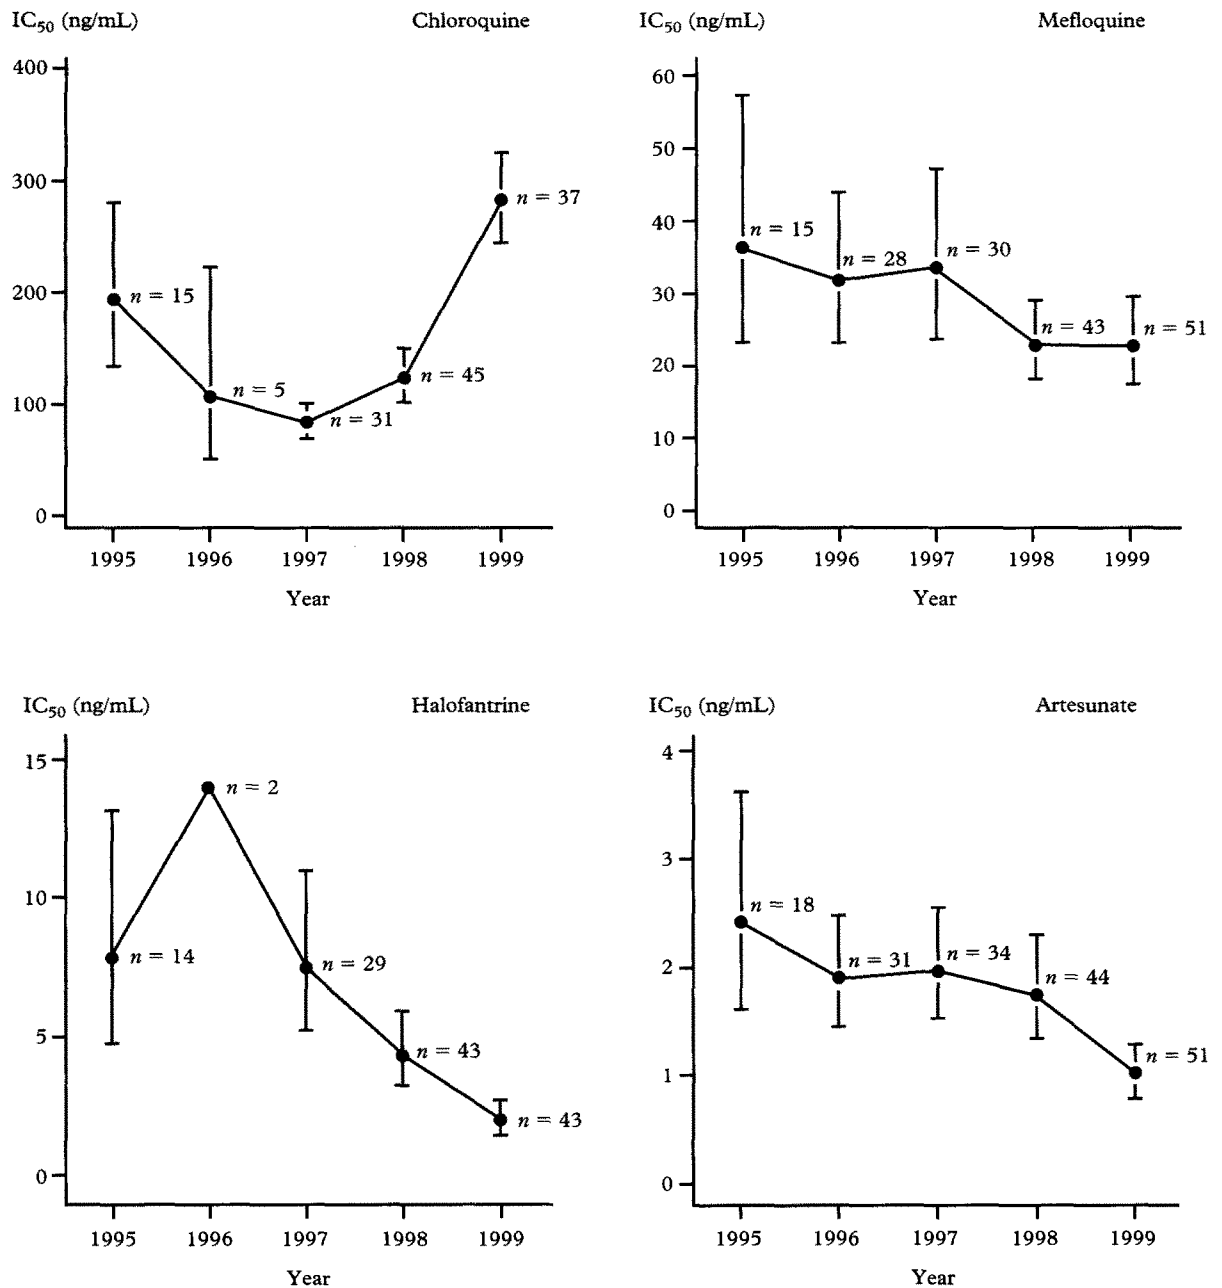 IC50 (ng/mL)
Chloroquine
400
300
200
100
0
n = 15
n = 5
n = 31
n = 45
n = 37
1995 1996 1997 1998 1999
Year
IC50 (ng/mL)
Mefloquine
60
50
40
30
20
10
0
n = 15
n = 28
n = 30
n = 43
n = 51
1995 1996 1997 1998 1999
Year
IC50 (ng/mL)
Halofantrine
15
10
5
0
n = 14
n = 2
n = 29
n = 43
n = 43
1995 1996 1997 1998 1999
Year
IC50 (ng/mL)
Artesunate
4
3
2
1
0
n = 18
n = 31
n = 34
n = 44
n = 51
1995 1996 1997 1998 1999
Year